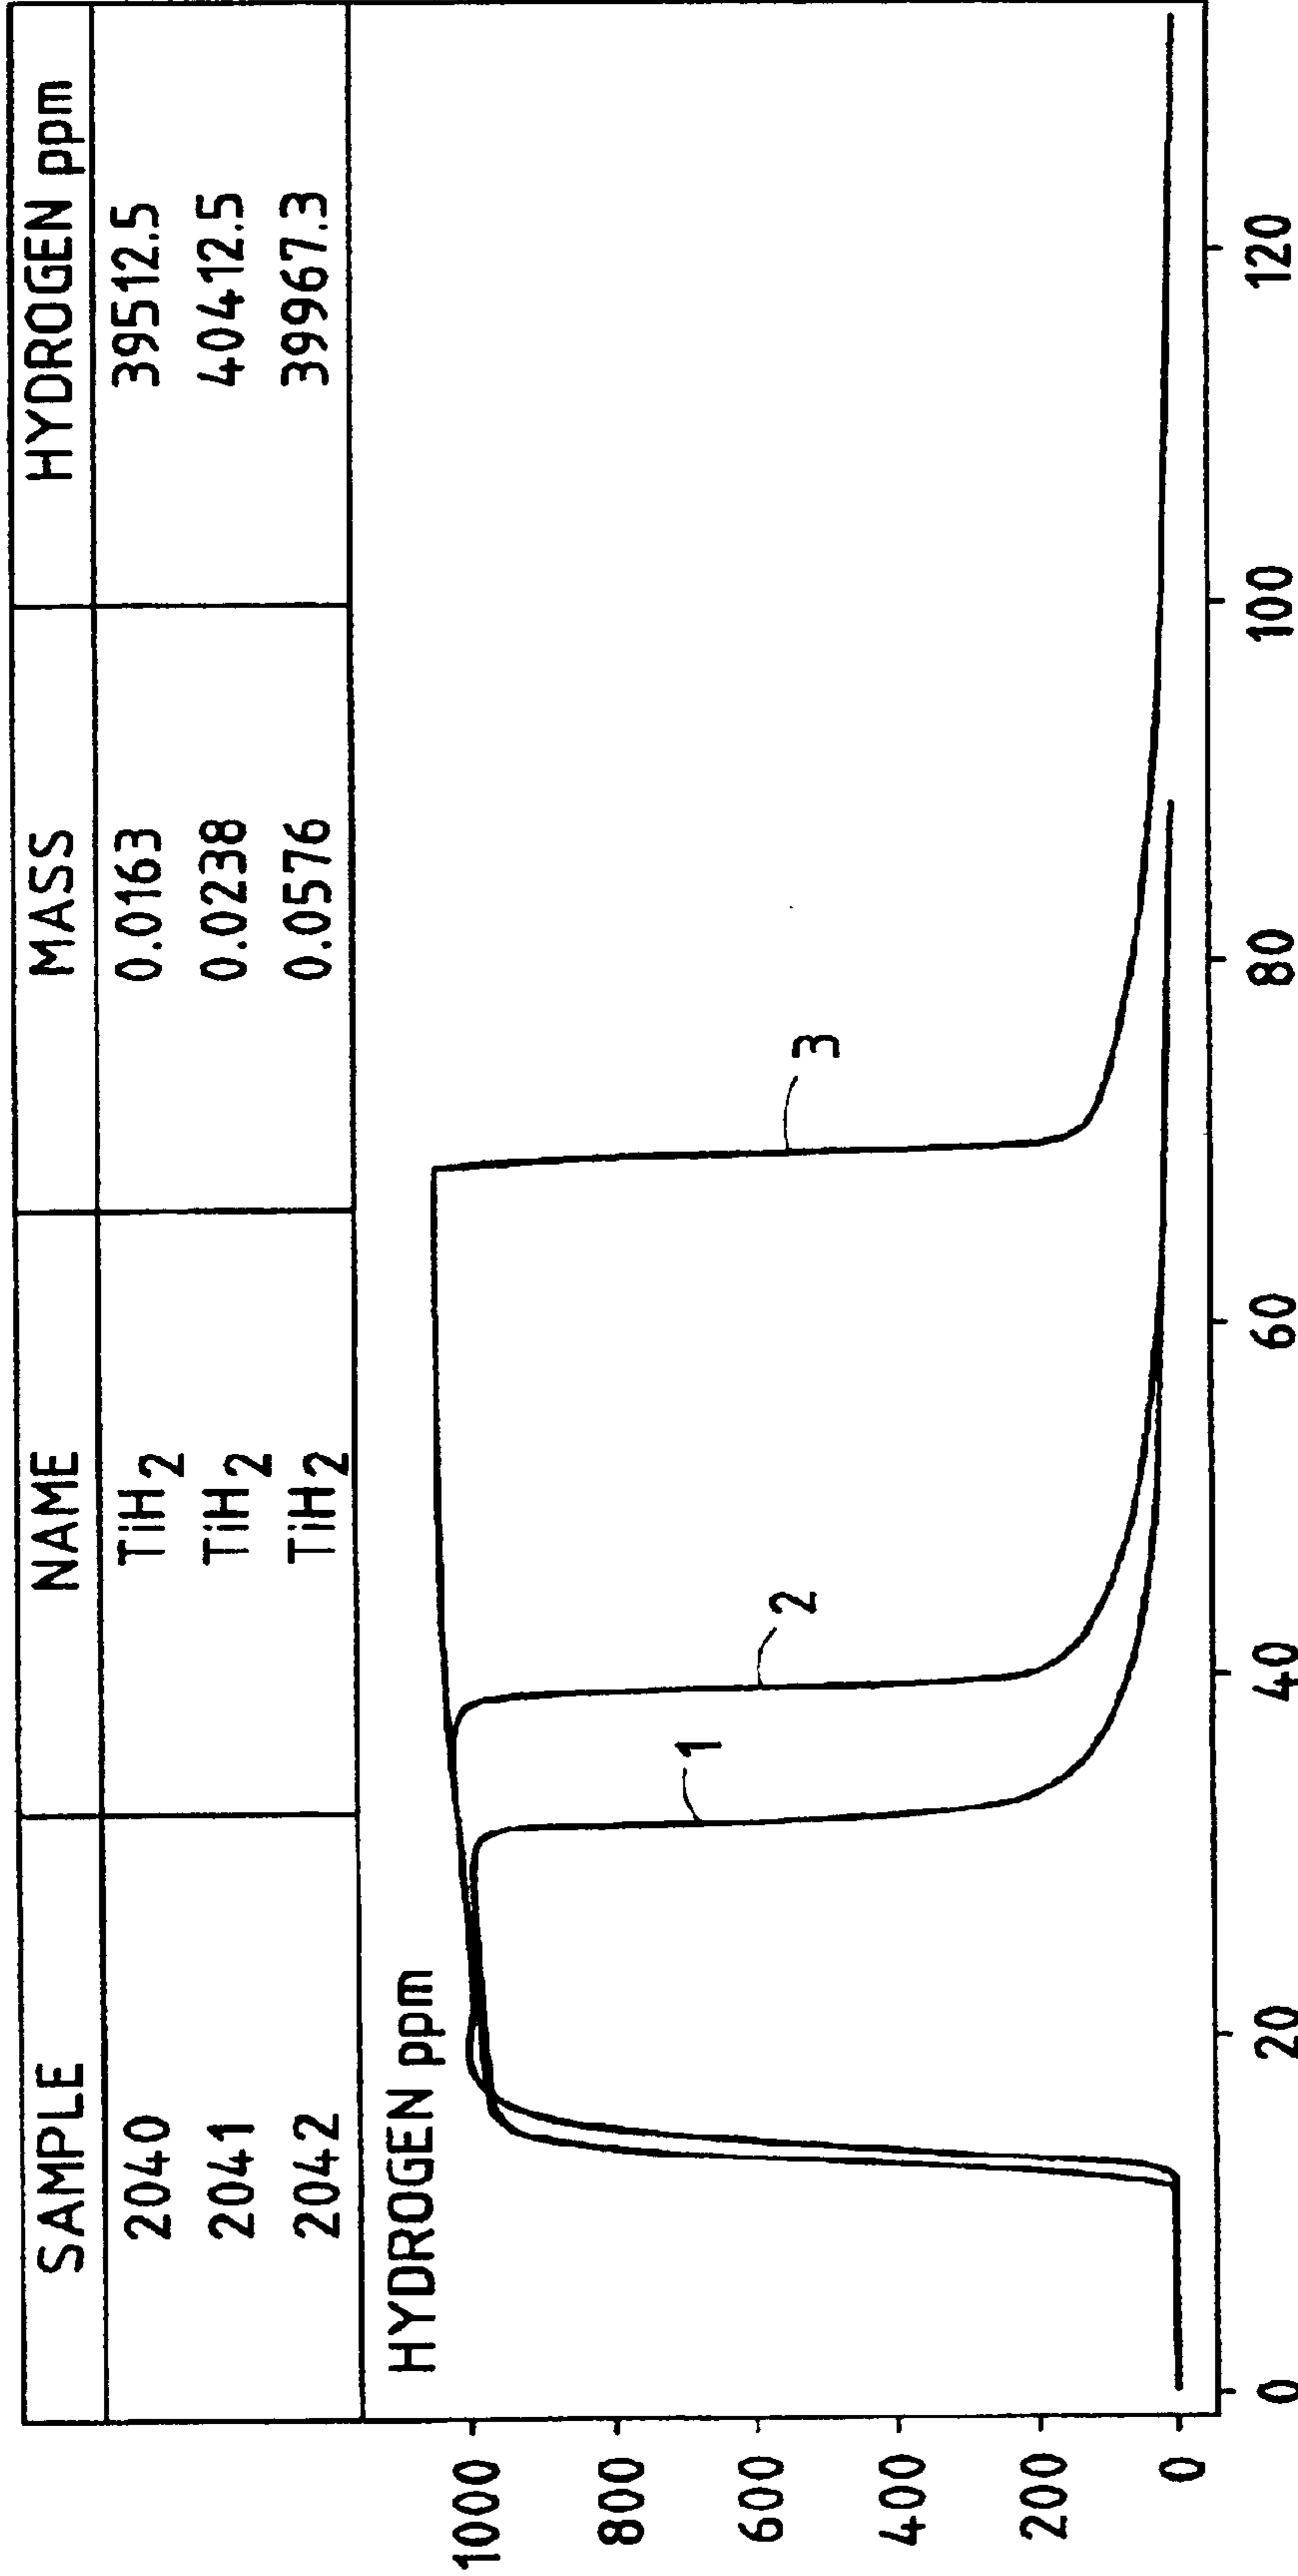 SAMPLE NAME MASS HYDROGEN ppm
2040 TiH2 0.0163 39512.5
2041 TiH2 0.0238 40412.5
2042 TiH2 0.0576 39967.3
HYDROGEN ppm
1000
800
600
400
200
0
1
2
3
0 20 40 60 80 100 120